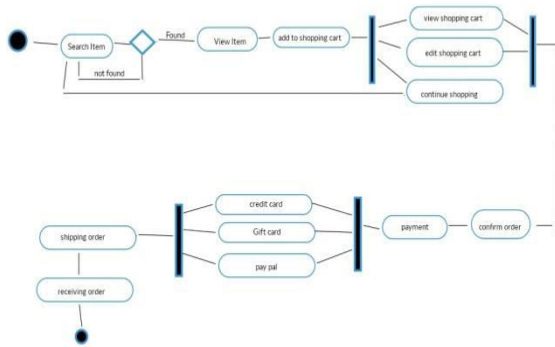 Search Item
not found
Found
View Item
add to shopping cart
view shopping cart
edit shopping cart
continue shopping
confirm order
payment
credit card
Gift card
pay pal
shipping order
receiving order